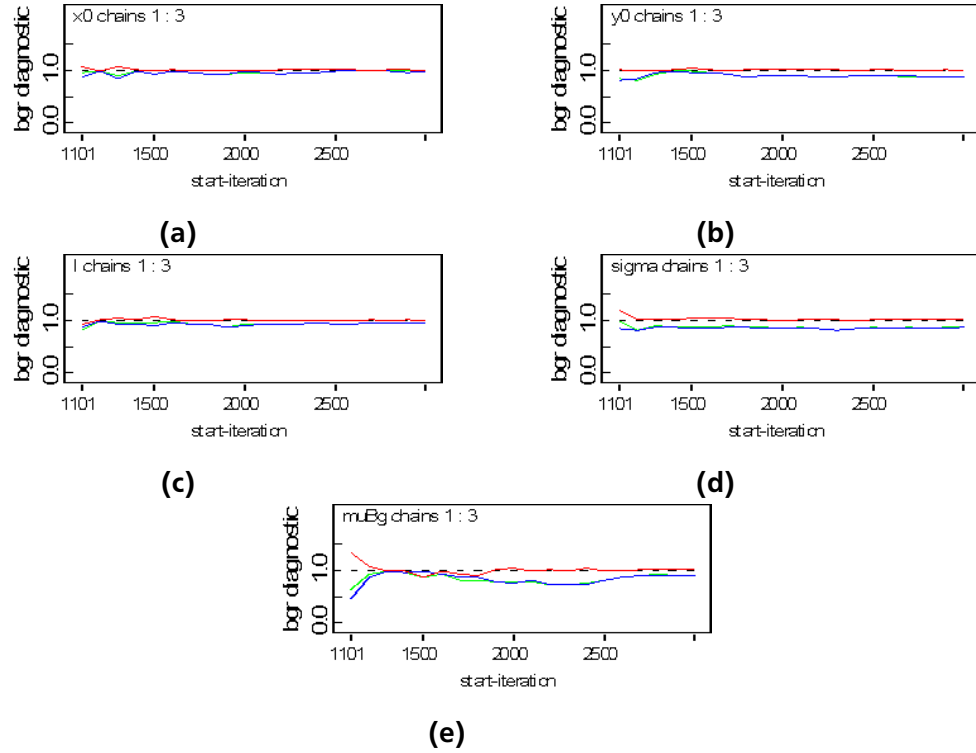 x0 chains 1 : 3
bgr diagnostic
1.0
0.0
1101 1500 2000 2500
start-iteration
(a)
y0 chains 1 : 3
bgr diagnostic
1.0
0.0
1101 1500 2000 2500
start-iteration
(b)
I chains 1 : 3
bgr diagnostic
1.0
0.0
1101 1500 2000 2500
start-iteration
(c)
sigma chains 1 : 3
bgr diagnostic
1.0
0.0
1101 1500 2000 2500
start-iteration
(d)
muBg chains 1 : 3
bgr diagnostic
1.0
0.0
1101 1500 2000 2500
start-iteration
(e)